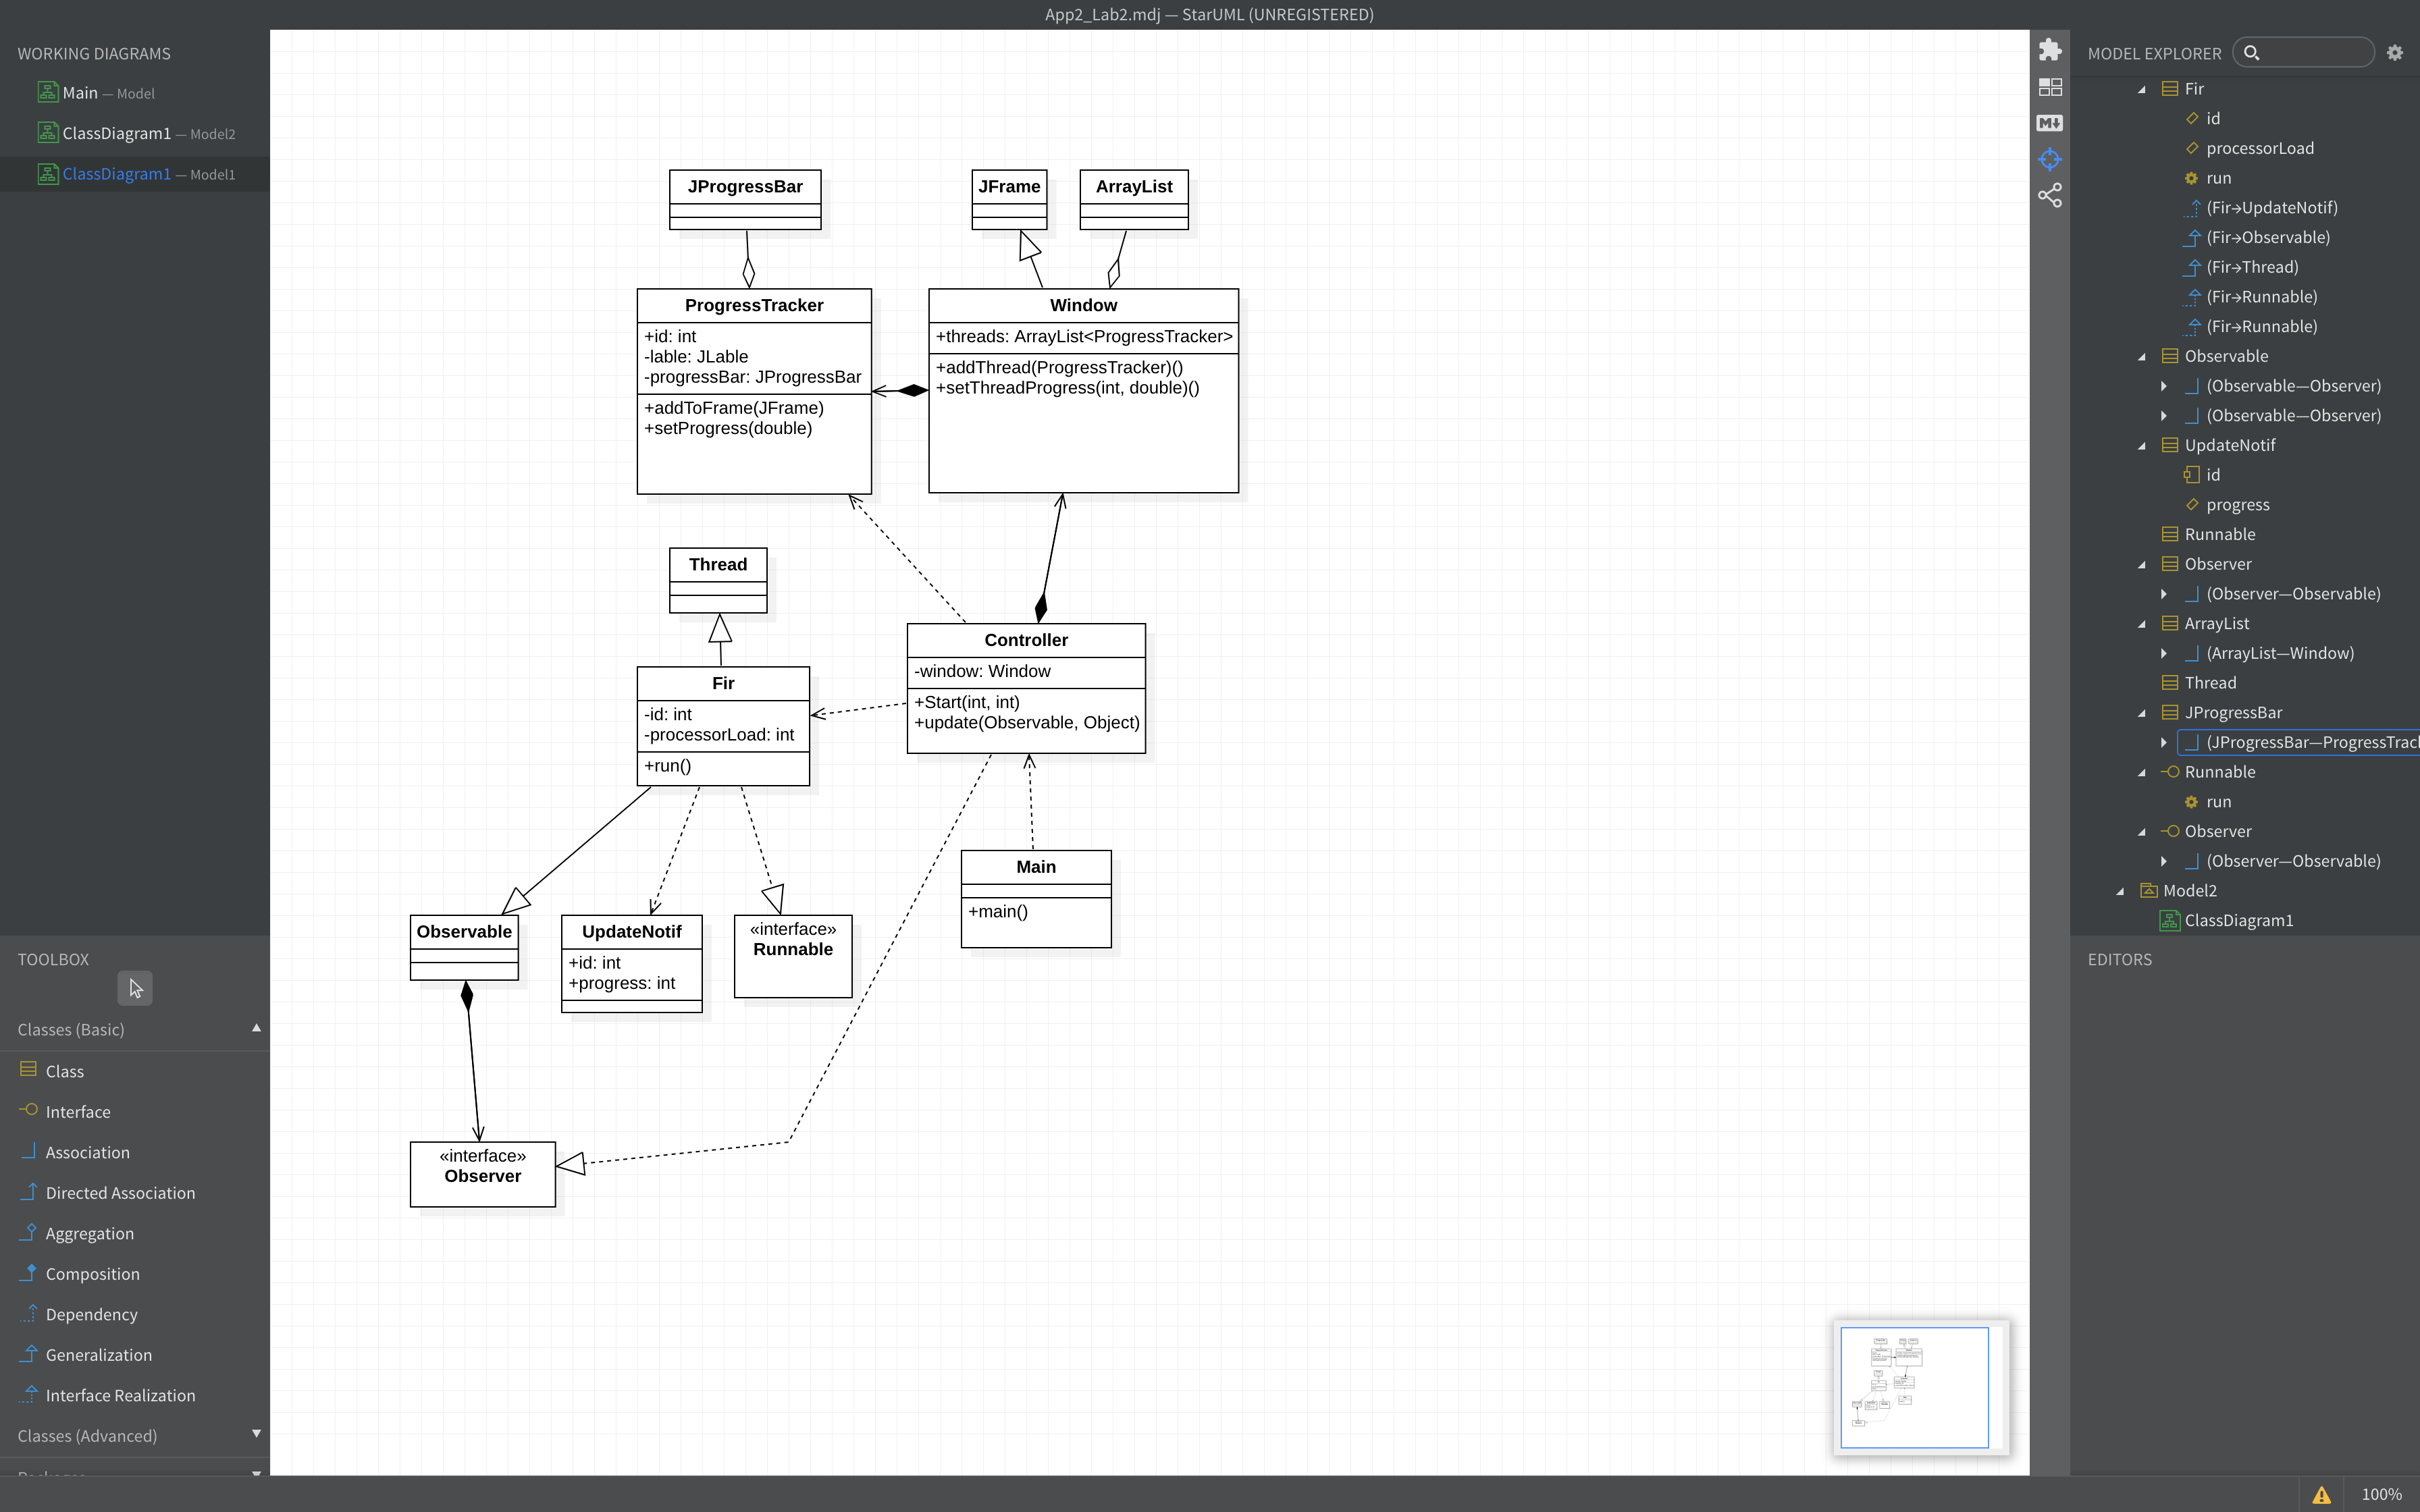 App2_Lab2.mdj — StarUML (UNREGISTERED)
WORKING DIAGRAMS
Main — Model
ClassDiagram1 — Model2
ClassDiagram1 — Model1
TOOLBOX
Classes (Basic)
Class
Interface
Association
Directed Association
Aggregation
Composition
Dependency
Generalization
Interface Realization
Classes (Advanced)
JProgressBar
JFrame
ArrayList
ProgressTracker
+id: int
-lable: JLable
-progressBar: JProgressBar
+addToFrame(JFrame)
+setProgress(double)
Window
+threads: ArrayList<ProgressTracker>
+addThread(ProgressTracker)()
+setThreadProgress(int, double)()
Thread
Controller
-window: Window
+Start(int, int)
+update(Observable, Object)
Fir
-id: int
-processorLoad: int
+run()
Main
+main()
Observable
UpdateNotif
+id: int
+progress: int
«interface»
Runnable
«interface»
Observer
MODEL EXPLORER
Fir
id
processorLoad
run
(Fir→UpdateNotif)
(Fir→Observable)
(Fir→Thread)
(Fir→Runnable)
(Fir→Runnable)
Observable
(Observable—Observer)
(Observable—Observer)
UpdateNotif
id
progress
Runnable
Observer
(Observer—Observable)
ArrayList
(ArrayList—Window)
Thread
JProgressBar
(JProgressBar—ProgressTrac
Runnable
run
Observer
(Observer—Observable)
Model2
ClassDiagram1
EDITORS
100%